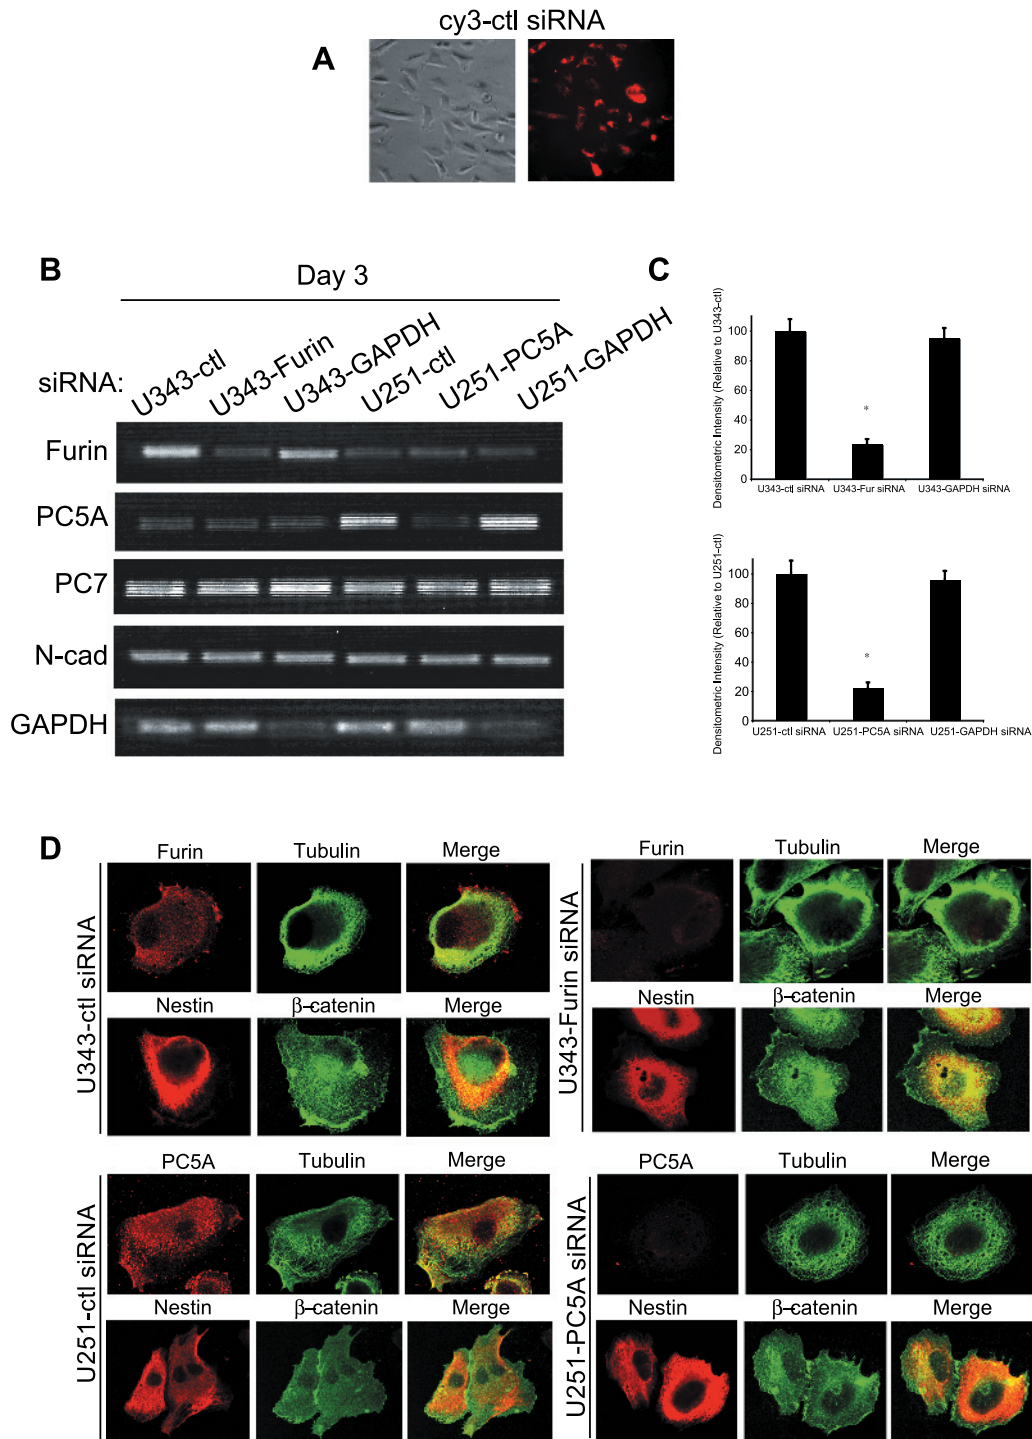 cy3-ctl siRNA
A
B
Day 3
siRNA:
U343-ctl
U343-Furin
U343-GAPDH
U251-ctl
U251-PC5A
U251-GAPDH
Furin
PC5A
PC7
N-cad
GAPDH
C
Densitometric Intensity (Relative to U343-ctl)
100
80
60
40
20
0
*
U343-ctl siRNA
U343-Fur siRNA
U343-GAPDH siRNA
Densitometric Intensity (Relative to U251-ctl)
100
80
60
40
20
0
*
U251-ctl siRNA
U251-PC5A siRNA
U251-GAPDH siRNA
D
U343-ctl siRNA
Furin
Tubulin
Merge
Nestin
β-catenin
Merge
U343-Furin siRNA
Furin
Tubulin
Merge
Nestin
β-catenin
Merge
U251-ctl siRNA
PC5A
Tubulin
Merge
Nestin
β-catenin
Merge
U251-PC5A siRNA
PC5A
Tubulin
Merge
Nestin
β-catenin
Merge